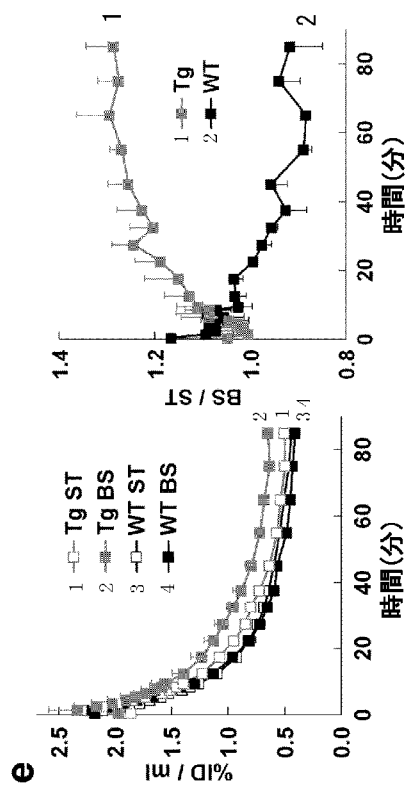 e
%ID / ml
2.5
2.0
1.5
1.0
0.5
0.0
0
20
40
60
80
時間(分)
1 Tg ST
2 Tg BS
3 WT ST
4 WT BS
2
1
3
4
BS / ST
1.4
1.2
1.0
0.8
0
20
40
60
80
時間(分)
1 Tg
2 WT
1
2